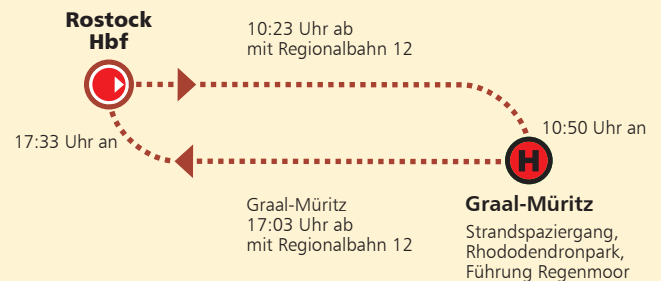 Rostock
Hbf
10:23 Uhr ab
mit Regionalbahn 12
17:33 Uhr an
10:50 Uhr an
H
Graal-Müritz
17:03 Uhr ab
mit Regionalbahn 12
Graal-Müritz
Strandspaziergang,
Rhododendronpark,
Führung Regenmoor